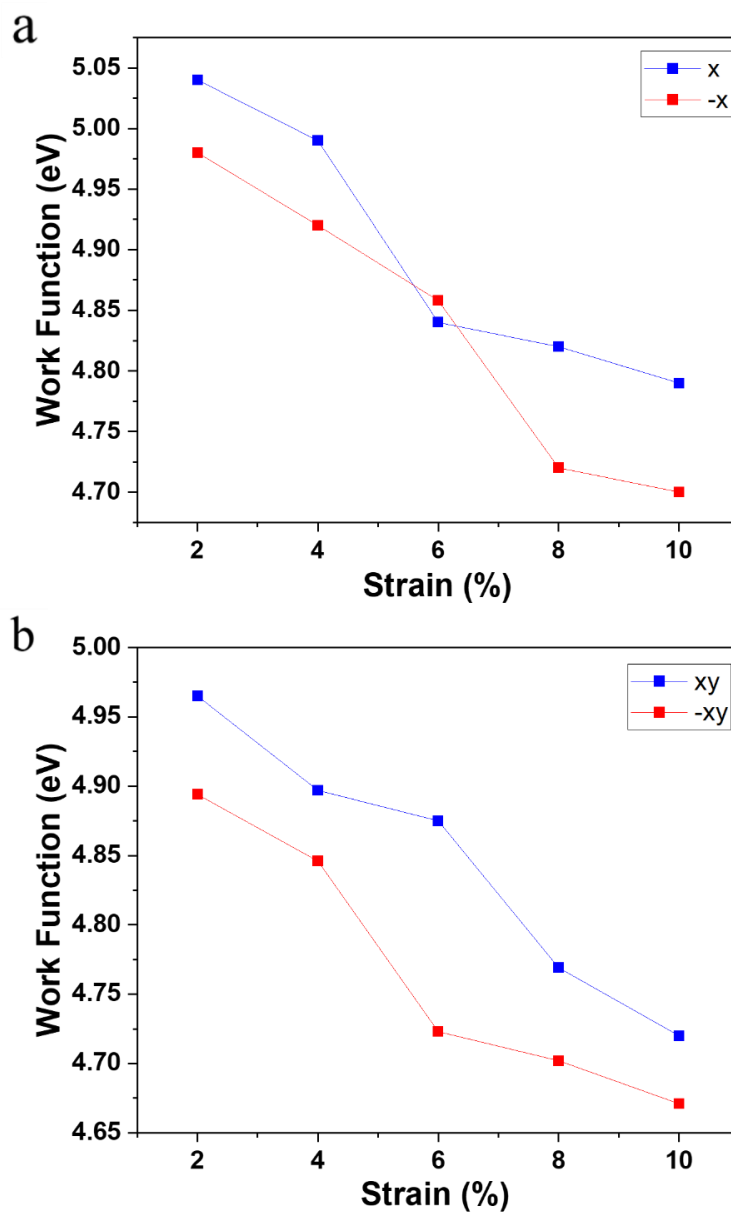 a
x
-x
5.05
5.00
4.95
4.90
4.85
4.80
4.75
4.70
Work Function (eV)
2 4 6 8 10
Strain (%)
b
xy
-xy
5.00
4.95
4.90
4.85
4.80
4.75
4.70
4.65
Work Function (eV)
2 4 6 8 10
Strain (%)